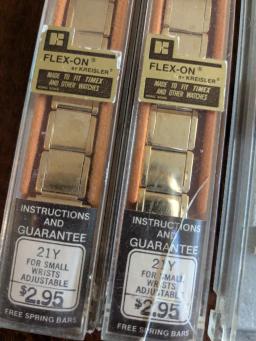 K
FLEX-ON®
BY KREISLER®
MADE TO FIT TIMEX
AND OTHER WATCHES
INSTRUCTIONS
AND
GUARANTEE
21Y
FOR SMALL
WRISTS
ADJUSTABLE
$2.95
FREE SPRING BARS
K
FLEX-ON®
BY KREISLER®
MADE TO FIT TIMEX
AND OTHER WATCHES
INSTRUCTIONS
AND
GUARANTEE
21Y
FOR SMALL
WRISTS
ADJUSTABLE
$2.95
FREE SPRING BARS